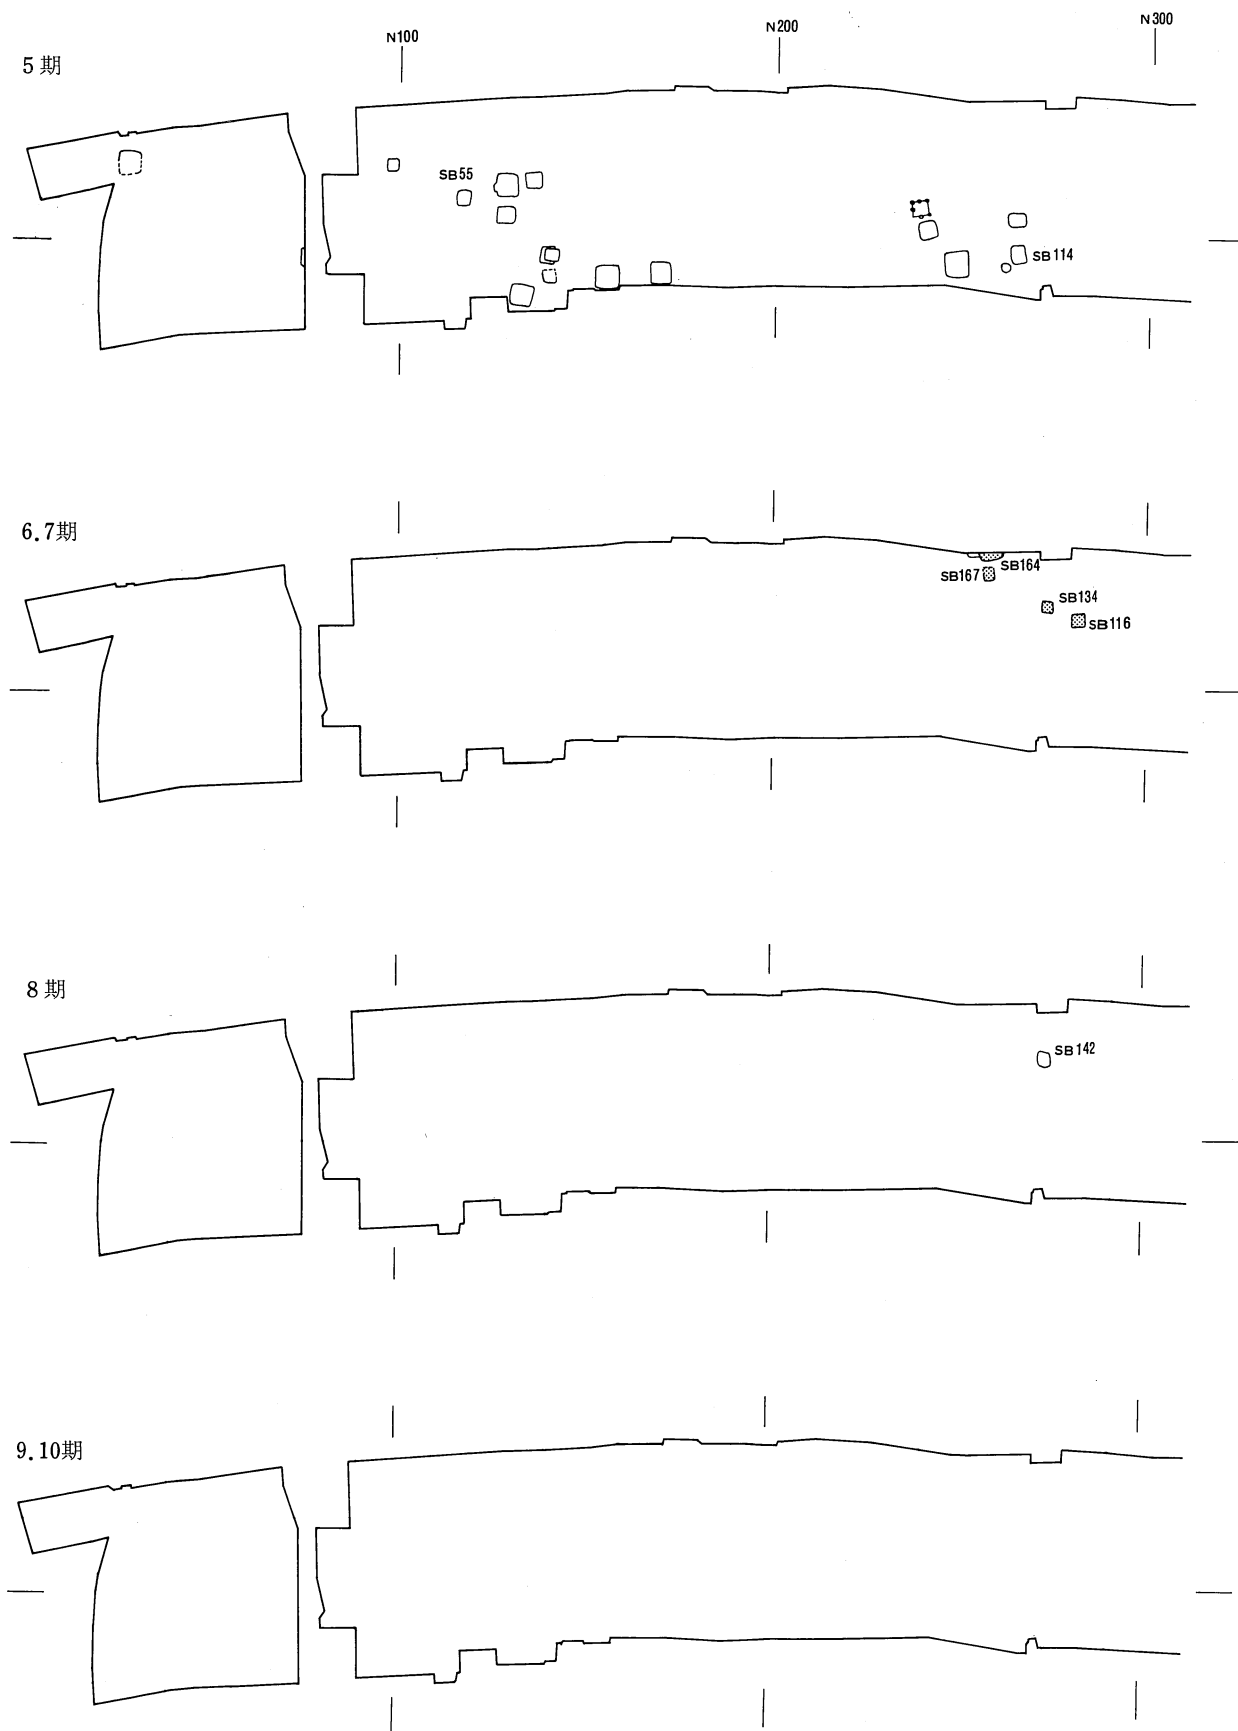 N100
N200
N300
5期
SB55
SB114
6.7期
SB164
SB167
SB134
SB116
8期
SB142
9.10期